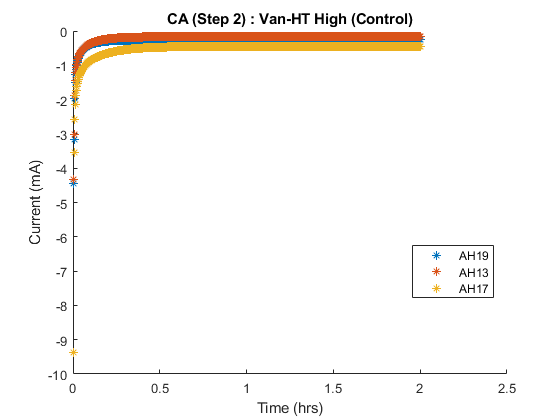 CA (Step 2) : Van-HT High (Control)
0
-1
-2
-3
-4
-5
-6
-7
-8
-9
-10
Current (mA)
AH19
AH13
AH17
0 0.5 1 1.5 2 2.5
Time (hrs)